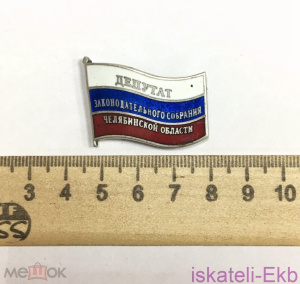 ДЕПУТАТ
ЗАКОНОДАТЕЛЬНОГО СОБРАНИЯ
ЧЕЛЯБИНСКОЙ ОБЛАСТИ
3 4 5 6 7 8 9 10
МЕШОК
iskateli-Ekb